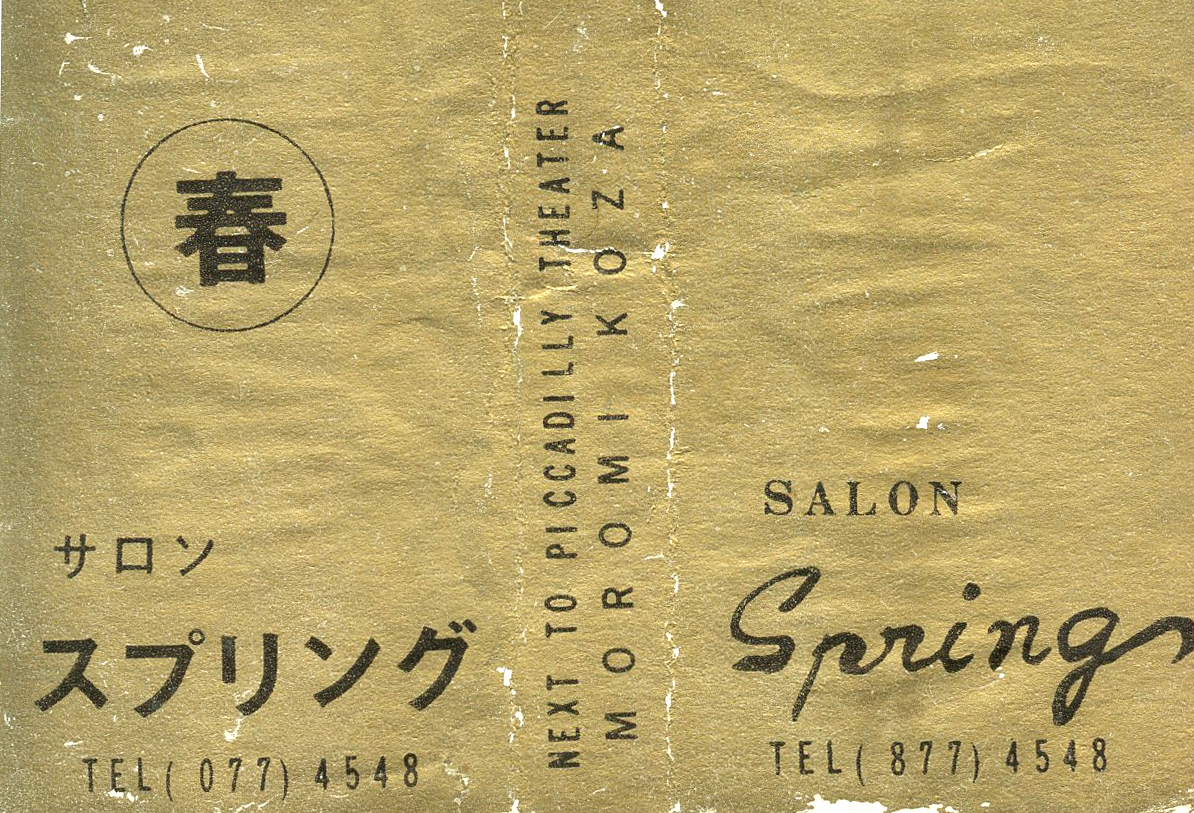 春
サロン
スプリング
TEL(077)4548
NEXT TO PICCADILLY THEATER
MOROMI KOZA
SALON
Spring
TEL(877)4548